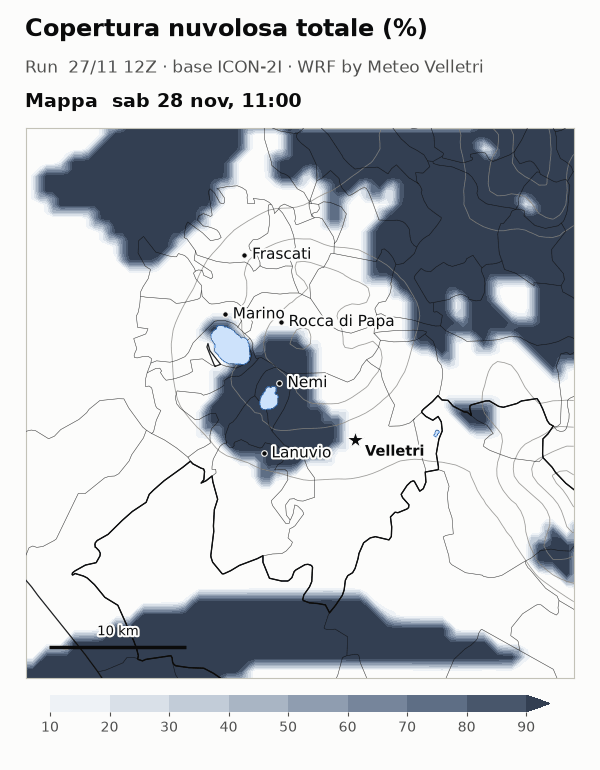 Copertura nuvolosa totale (%)
Run  27/11 12Z · base ICON-2I · WRF by Meteo Velletri
Mappa  sab 28 nov, 11:00
Frascati
Marino
Rocca di Papa
Nemi
Velletri
Lanuvio
10 km
10 20 30 40 50 60 70 80 90